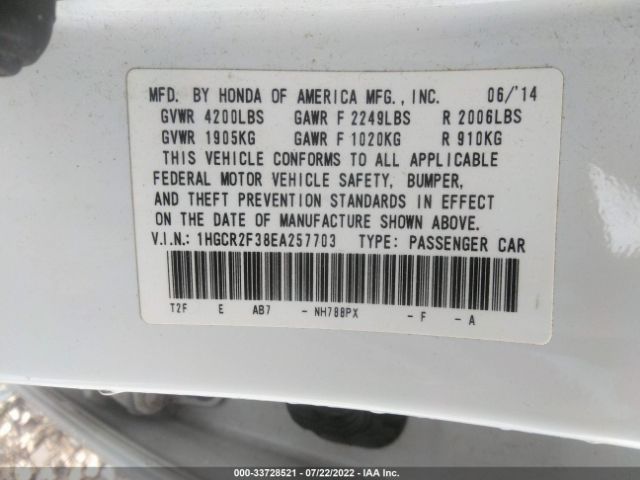 MFD. BY HONDA OF AMERICA MFG., INC. 06/'14
GVWR 4200LBS GAWR F 2249LBS R 2006LBS
GVWR 1905KG GAWR F 1020KG R 910KG
THIS VEHICLE CONFORMS TO ALL APPLICABLE
FEDERAL MOTOR VEHICLE SAFETY, BUMPER,
AND THEFT PREVENTION STANDARDS IN EFFECT
ON THE DATE OF MANUFACTURE SHOWN ABOVE.
V.I.N.: 1HGCR2F38EA257703 TYPE: PASSENGER CAR
T2F E AB7 - NH788PX - F - A
000-33728521 - 07/22/2022 - IAA Inc.